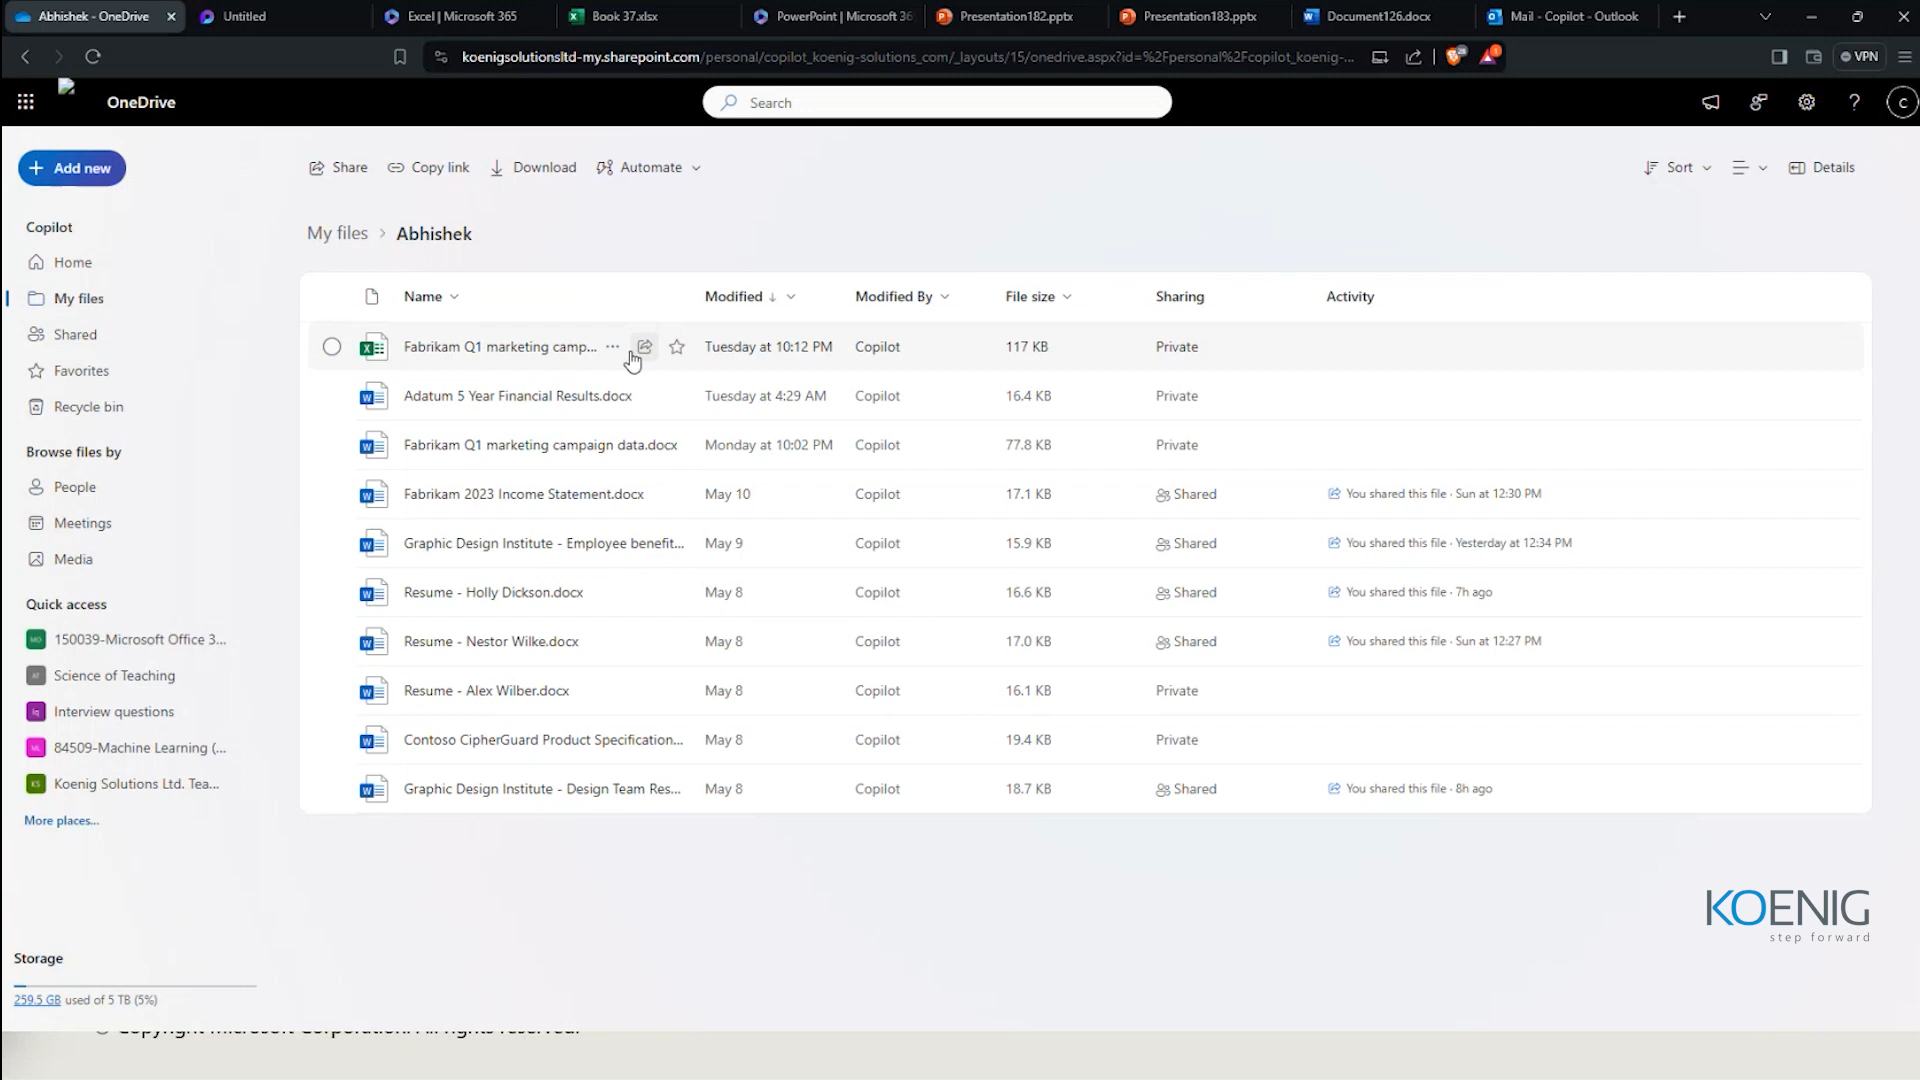 Abhishek - OneDrive
Untitled
Excel | Microsoft 365
Book 37.xlsx
PowerPoint | Microsoft 36
Presentation182.pptx
Presentation183.pptx
Document126.docx
Mail - Copilot - Outlook
koenigsolutionsltd-my.sharepoint.com/personal/copilot_koenig-solutions_com/_layouts/15/onedrive.aspx?id=%2Fpersonal%2Fcopilot_koenig-...
VPN
OneDrive
Search
C
Add new
Share
Copy link
Download
Automate
Sort
Details
Copilot
Home
My files
Shared
Favorites
Recycle bin
Browse files by
People
Meetings
Media
Quick access
150039-Microsoft Office 3...
Science of Teaching
Interview questions
84509-Machine Learning (...
Koenig Solutions Ltd. Tea...
More places...
Storage
259.5 GB used of 5 TB (5%)
My files > Abhishek
Name Modified Modified By File size Sharing Activity
Fabrikam Q1 marketing camp... Tuesday at 10:12 PM Copilot 117 KB Private
Adatum 5 Year Financial Results.docx Tuesday at 4:29 AM Copilot 16.4 KB Private
Fabrikam Q1 marketing campaign data.docx Monday at 10:02 PM Copilot 77.8 KB Private
Fabrikam 2023 Income Statement.docx May 10 Copilot 17.1 KB Shared You shared this file · Sun at 12:30 PM
Graphic Design Institute - Employee benefit... May 9 Copilot 15.9 KB Shared You shared this file · Yesterday at 12:34 PM
Resume - Holly Dickson.docx May 8 Copilot 16.6 KB Shared You shared this file · 7h ago
Resume - Nestor Wilke.docx May 8 Copilot 17.0 KB Shared You shared this file · Sun at 12:27 PM
Resume - Alex Wilber.docx May 8 Copilot 16.1 KB Private
Contoso CipherGuard Product Specification... May 8 Copilot 19.4 KB Private
Graphic Design Institute - Design Team Res... May 8 Copilot 18.7 KB Shared You shared this file · 8h ago
KOENIG
step forward
© Copyright Microsoft Corporation. All rights reserved.